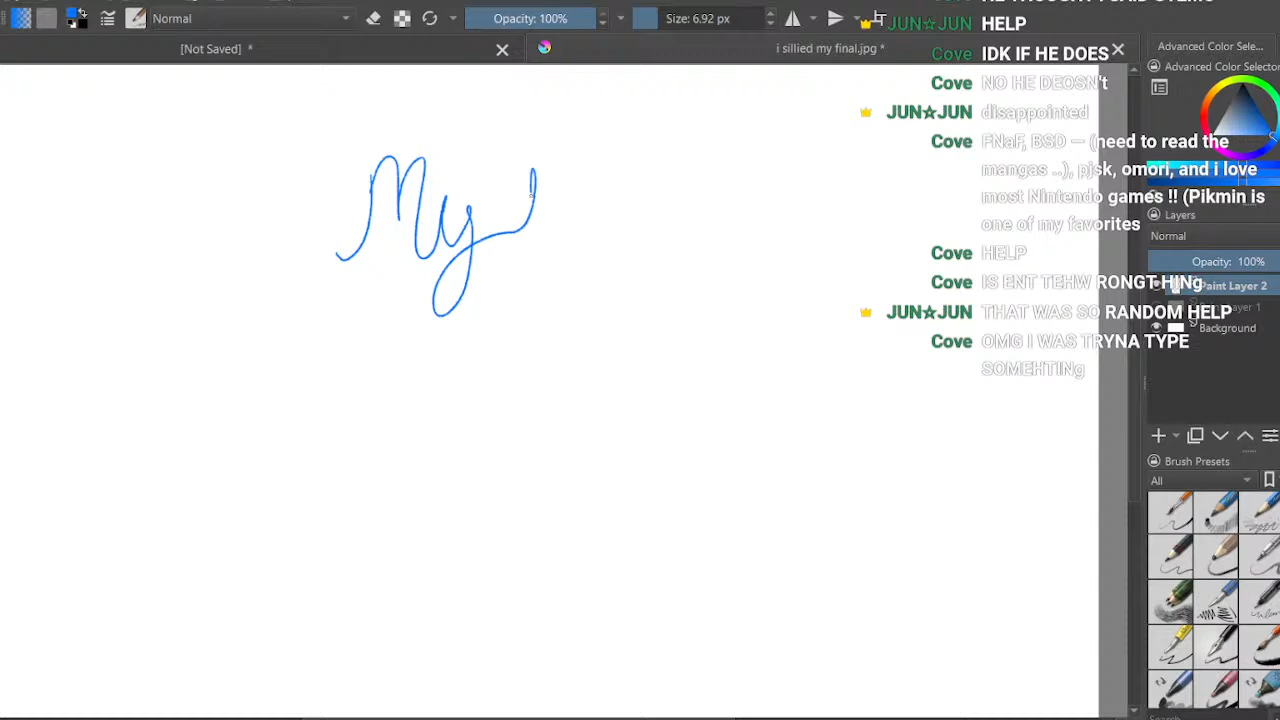 Normal
Opacity: 100%
Size: 6.92 px
JUN☆JUN HELP
[Not Saved] *
i sillied my final.jpg *
Cove IDK IF HE DOES
Advanced Color Sele...
Advanced Color Selector
Cove NO HE DEOSN't
JUN☆JUN disappointed
Cove FNaF, BSD — (need to read the
mangas ..), pjsk, omori, and i love
most Nintendo games !! (Pikmin is
one of my favorites
My
Layers
Normal
Cove HELP
Opacity: 100%
Cove IS ENT TEHW RONGT HINg
Paint Layer 2
JUN☆JUN THAT WAS SO RANDOM HELP
Background
Cove OMG I WAS TRYNA TYPE
SOMEHTINg
Brush Presets
All